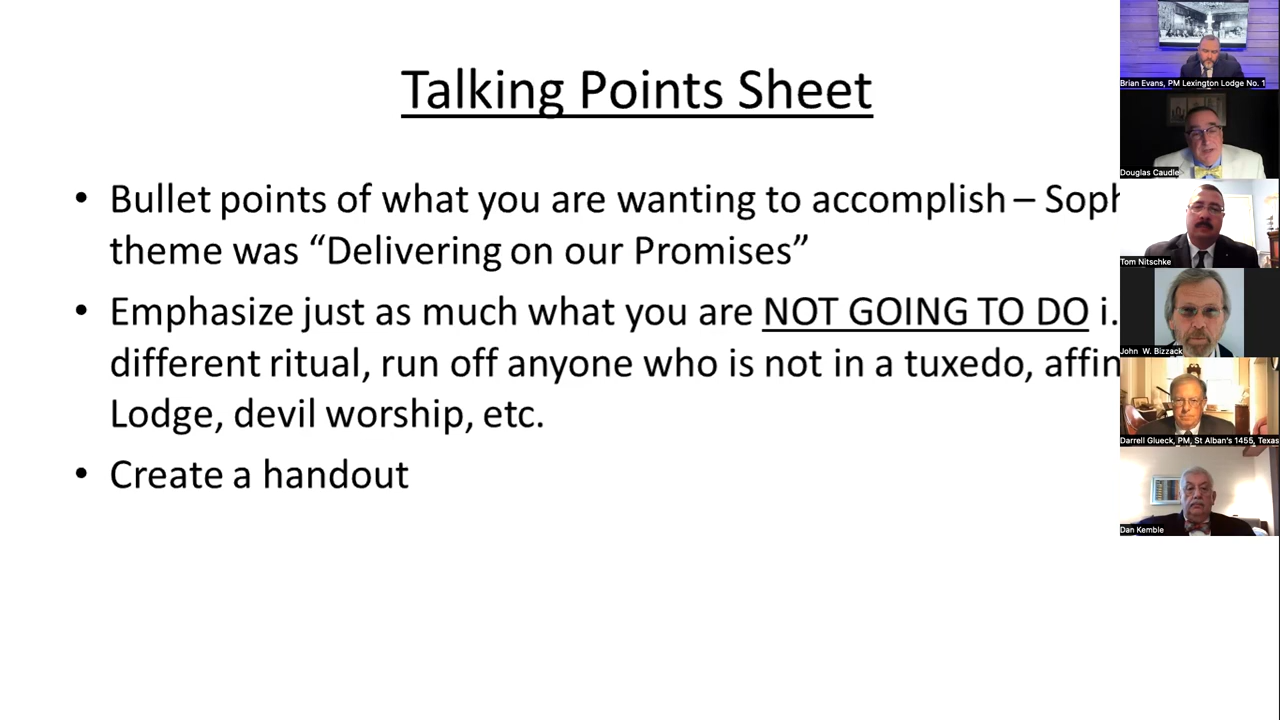 Talking Points Sheet
• Bullet points of what you are wanting to accomplish –
theme was “Delivering on our Promises”
• Emphasize just as much what you are NOT GOING TO DO
different ritual, run off anyone who is not in a tuxedo,
Lodge, devil worship, etc.
• Create a handout
Brian Evans, PM Lexington Lodge No. 1
Douglas Caudle
Tom Nitschke
John W. Bizzack
Darrell Glueck, PM, St Alban's 1455, Texas
Dan Kemble